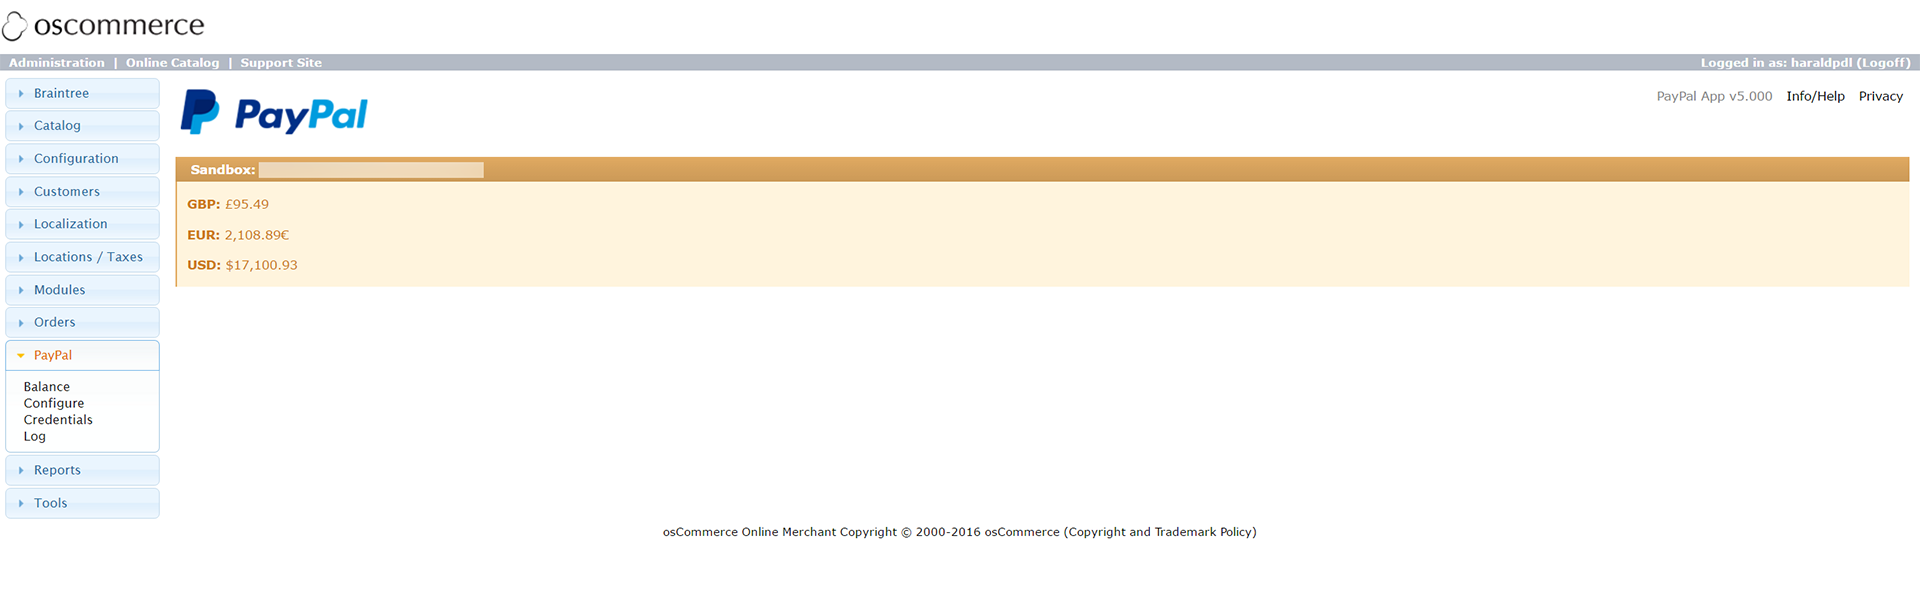 oscommerce
Administration | Online Catalog | Support Site
Logged in as: haraldpdl (Logoff)
Braintree
Catalog
Configuration
Customers
Localization
Locations / Taxes
Modules
Orders
PayPal
Balance
Configure
Credentials
Log
Reports
Tools
PayPal
PayPal App v5.000 Info/Help Privacy
Sandbox:
GBP: £95.49
EUR: 2,108.89€
USD: $17,100.93
osCommerce Online Merchant Copyright © 2000-2016 osCommerce (Copyright and Trademark Policy)